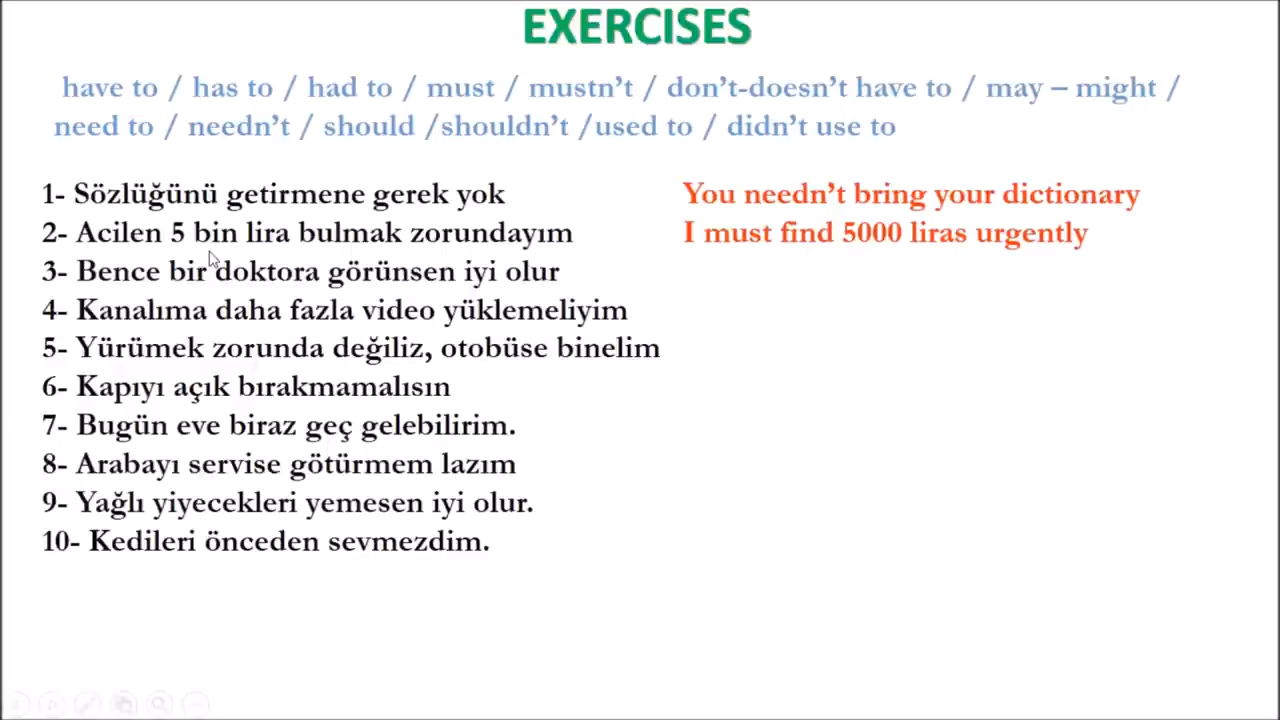 EXERCISES
have to / has to / had to / must / mustn't / don't-doesn't have to / may – might /
need to / needn't / should /shouldn't /used to / didn't use to
1- Sözlüğünü getirmene gerek yok You needn't bring your dictionary
2- Acilen 5 bin lira bulmak zorundayım I must find 5000 liras urgently
3- Bence bir doktora görünsen iyi olur
4- Kanalıma daha fazla video yüklemeliyim
5- Yürümek zorunda değiliz, otobüse binelim
6- Kapıyı açık bırakmamalısın
7- Bugün eve biraz geç gelebilirim.
8- Arabayı servise götürmem lazım
9- Yağlı yiyecekleri yemesen iyi olur.
10- Kedileri önceden sevmezdim.